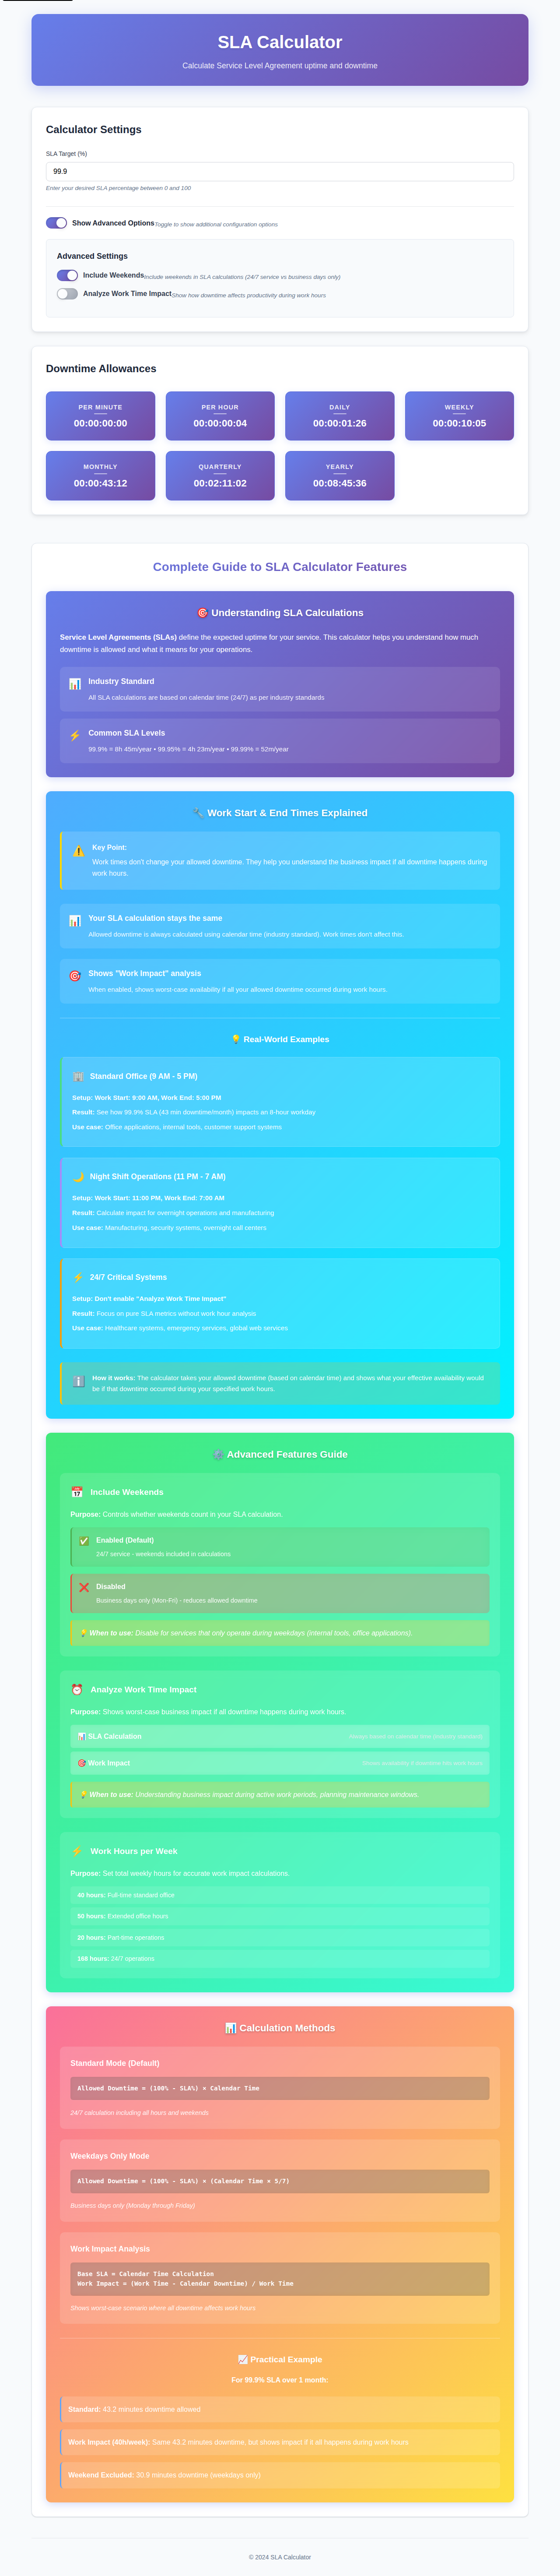 SLA Calculator
Calculate Service Level Agreement uptime and downtime
Calculator Settings
SLA Target (%)
99.9
Enter your desired SLA percentage between 0 and 100
Show Advanced Options Toggle to show additional configuration options
Advanced Settings
Include Weekends Include weekends in SLA calculations (24/7 service vs business days only)
Analyze Work Time Impact Show how downtime affects productivity during work hours
Downtime Allowances
PER MINUTE
00:00:00:00
PER HOUR
00:00:00:04
DAILY
00:00:01:26
WEEKLY
00:00:10:05
MONTHLY
00:00:43:12
QUARTERLY
00:02:11:02
YEARLY
00:08:45:36
Complete Guide to SLA Calculator Features
🎯 Understanding SLA Calculations
Service Level Agreements (SLAs) define the expected uptime for your service. This calculator helps you understand how much
downtime is allowed and what it means for your operations.
📊 Industry Standard
All SLA calculations are based on calendar time (24/7) as per industry standards
⚡ Common SLA Levels
99.9% = 8h 45m/year • 99.95% = 4h 23m/year • 99.99% = 52m/year
🔧 Work Start & End Times Explained
⚠️ Key Point:
Work times don't change your allowed downtime. They help you understand the business impact if all downtime happens during
work hours.
📊 Your SLA calculation stays the same
Allowed downtime is always calculated using calendar time (industry standard). Work times don't affect this.
🎯 Shows "Work Impact" analysis
When enabled, shows worst-case availability if all your allowed downtime occurred during work hours.
💡 Real-World Examples
🏢 Standard Office (9 AM - 5 PM)
Setup: Work Start: 9:00 AM, Work End: 5:00 PM
Result: See how 99.9% SLA (43 min downtime/month) impacts an 8-hour workday
Use case: Office applications, internal tools, customer support systems
🌙 Night Shift Operations (11 PM - 7 AM)
Setup: Work Start: 11:00 PM, Work End: 7:00 AM
Result: Calculate impact for overnight operations and manufacturing
Use case: Manufacturing, security systems, overnight call centers
⚡ 24/7 Critical Systems
Setup: Don't enable "Analyze Work Time Impact"
Result: Focus on pure SLA metrics without work hour analysis
Use case: Healthcare systems, emergency services, global web services
ℹ️ How it works: The calculator takes your allowed downtime (based on calendar time) and shows what your effective availability would
be if that downtime occurred during your specified work hours.
⚙️ Advanced Features Guide
📅 Include Weekends
Purpose: Controls whether weekends count in your SLA calculation.
✅ Enabled (Default)
24/7 service - weekends included in calculations
❌ Disabled
Business days only (Mon-Fri) - reduces allowed downtime
💡 When to use: Disable for services that only operate during weekdays (internal tools, office applications).
⏰ Analyze Work Time Impact
Purpose: Shows worst-case business impact if all downtime happens during work hours.
📊 SLA Calculation Always based on calendar time (industry standard)
🎯 Work Impact Shows availability if downtime hits work hours
💡 When to use: Understanding business impact during active work periods, planning maintenance windows.
⚡ Work Hours per Week
Purpose: Set total weekly hours for accurate work impact calculations.
40 hours: Full-time standard office
50 hours: Extended office hours
20 hours: Part-time operations
168 hours: 24/7 operations
📊 Calculation Methods
Standard Mode (Default)
Allowed Downtime = (100% - SLA%) × Calendar Time
24/7 calculation including all hours and weekends
Weekdays Only Mode
Allowed Downtime = (100% - SLA%) × (Calendar Time × 5/7)
Business days only (Monday through Friday)
Work Impact Analysis
Base SLA = Calendar Time Calculation
Work Impact = (Work Time - Calendar Downtime) / Work Time
Shows worst-case scenario where all downtime affects work hours
📈 Practical Example
For 99.9% SLA over 1 month:
Standard: 43.2 minutes downtime allowed
Work Impact (40h/week): Same 43.2 minutes downtime, but shows impact if it all happens during work hours
Weekend Excluded: 30.9 minutes downtime (weekdays only)
© 2024 SLA Calculator